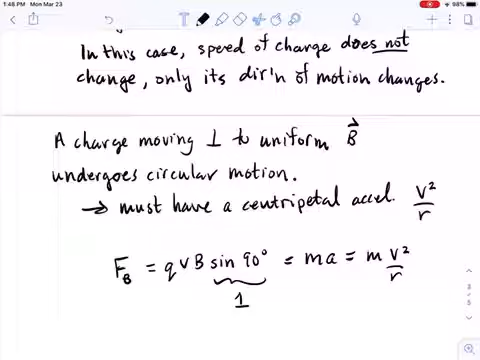 1:48 PM Mon Mar 23
98%
In this case, speed of charge does not
change, only its dir'n of motion changes.
A charge moving ⊥ to uniform B⃗
undergoes circular motion.
→ must have a centripetal accel. v²/r
F_B = qvB sin 90° = ma = m v²/r
1
3
5